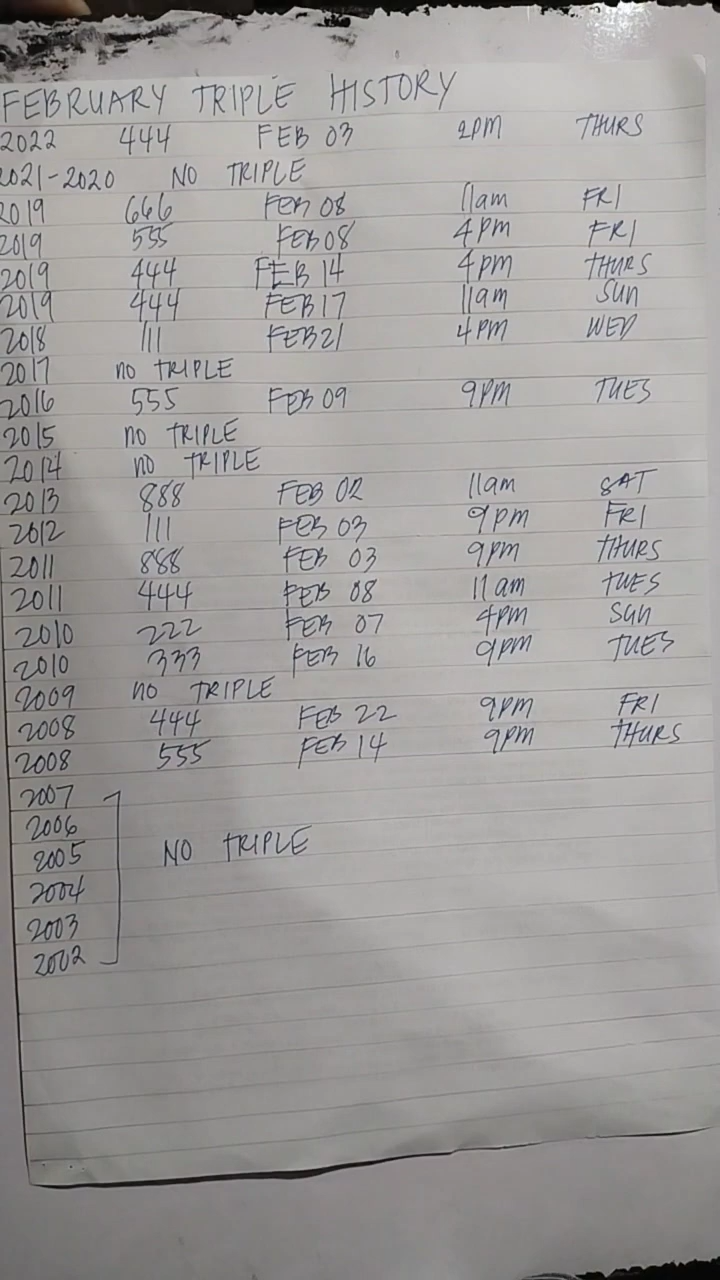 FEBRUARY TRIPLE HISTORY
2022 444 FEB 03 2PM THURS
2021-2020 NO TRIPLE
2019 666 FEB 08 11am FRI
2019 555 FEB 08 4PM FRI
2019 444 FEB 14 4PM THURS
2019 444 FEB 17 11am SUN
2018 111 FEB 21 4PM WED
2017 no TRIPLE
2016 555 FEB 09 9PM TUES
2015 no TRIPLE
2014 no TRIPLE
2013 888 FEB 02 11am SAT
2012 111 FEB 03 9PM FRI
2011 888 FEB 03 9PM THURS
2011 444 FEB 08 11am TUES
2010 222 FEB 07 4PM SUN
2010 333 FEB 16 9PM TUES
2009 no TRIPLE
2008 444 FEB 22 9PM FRI
2008 555 FEB 14 9PM THURS
2007
2006
2005 NO TRIPLE
2004
2003
2002